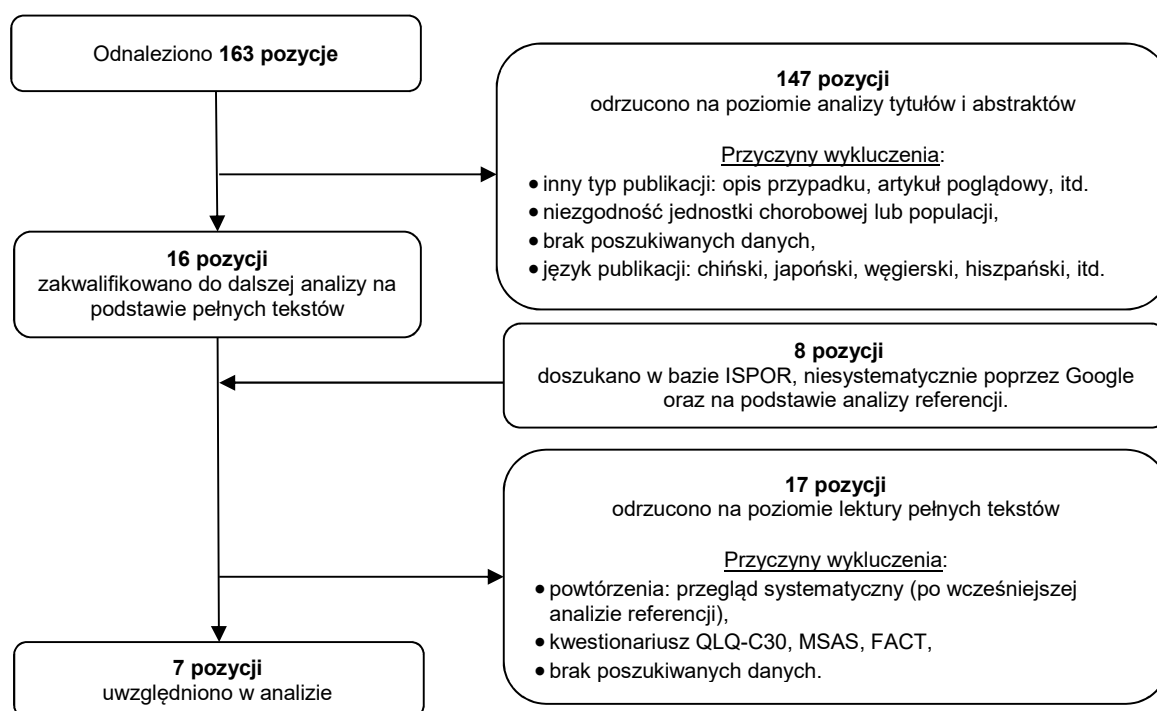 Odnaleziono 163 pozycje
147 pozycji
odrzucono na poziomie analizy tytułów i abstraktów
Przyczyny wykluczenia:
• inny typ publikacji: opis przypadku, artykuł poglądowy, itd.
• niezgodność jednostki chorobowej lub populacji,
• brak poszukiwanych danych,
• język publikacji: chiński, japoński, węgierski, hiszpański, itd.
16 pozycji
zakwalifikowano do dalszej analizy na
podstawie pełnych tekstów
8 pozycji
doszukano w bazie ISPOR, niesystematycznie poprzez Google
oraz na podstawie analizy referencji.
17 pozycji
odrzucono na poziomie lektury pełnych tekstów
Przyczyny wykluczenia:
• powtórzenia: przegląd systematyczny (po wcześniejszej
analizie referencji),
• kwestionariusz QLQ-C30, MSAS, FACT,
• brak poszukiwanych danych.
7 pozycji
uwzględniono w analizie